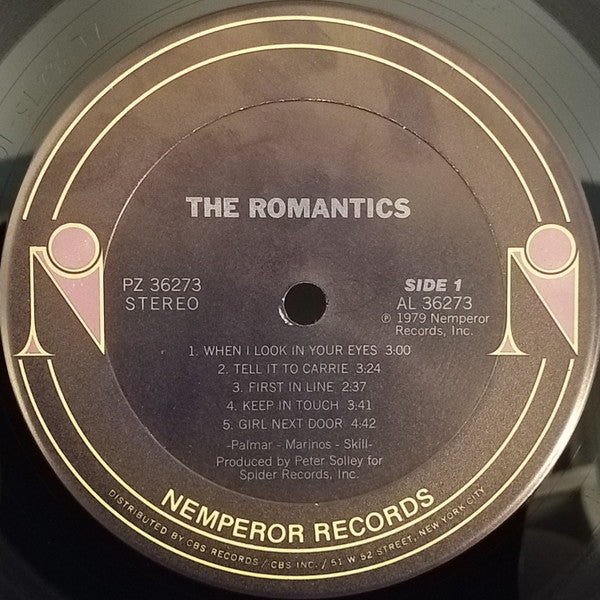 THE ROMANTICS
PZ 36273
STEREO
SIDE 1
AL 36273
℗ 1979 Nemperor
Records, Inc.
1. WHEN I LOOK IN YOUR EYES 3:00
2. TELL IT TO CARRIE 3:24
3. FIRST IN LINE 2:37
4. KEEP IN TOUCH 3:41
5. GIRL NEXT DOOR 4:42
-Palmar - Marinos - Skill-
Produced by Peter Solley for
Spider Records, Inc.
NEMPEROR RECORDS
DISTRIBUTED BY CBS RECORDS / CBS INC. / 51 W 52 STREET, NEW YORK CITY